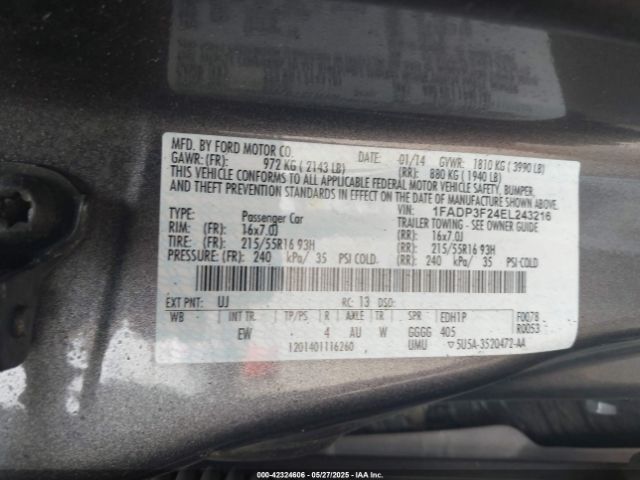 MFD. BY FORD MOTOR CO.
DATE: 01/14 GVWR: 1810 KG ( 3990 LB)
GAWR: (FR): 972 KG ( 2143 LB) (RR): 880 KG ( 1940 LB)
THIS VEHICLE CONFORMS TO ALL APPLICABLE FEDERAL MOTOR VEHICLE SAFETY, BUMPER,
AND THEFT PREVENTION STANDARDS IN EFFECT ON THE DATE OF MANUFACTURE SHOWN ABOVE.
VIN: 1FADP3F24EL243216
TYPE: Passenger Car TRAILER TOWING - SEE OWNER GUIDE
RIM: (FR) 16x7.0J (RR): 16x7.0J
TIRE: (FR) 215/55R16 93H (RR): 215/55R16 93H
PRESSURE: (FR): 240 kPa/ 35 PSI COLD. (RR): 240 kPa/ 35 PSI COLD
EXT PNT: UJ RC: 13 DSO:
WB INT TR. TP/PS R AXLE TR SPR EDH1P F0078
EW . 4 AU W GGGG 405 R0053
1201401116260 UMU ▽ 5U5A-3520472-AA
000-42324606 - 05/27/2025 - IAAI.COM